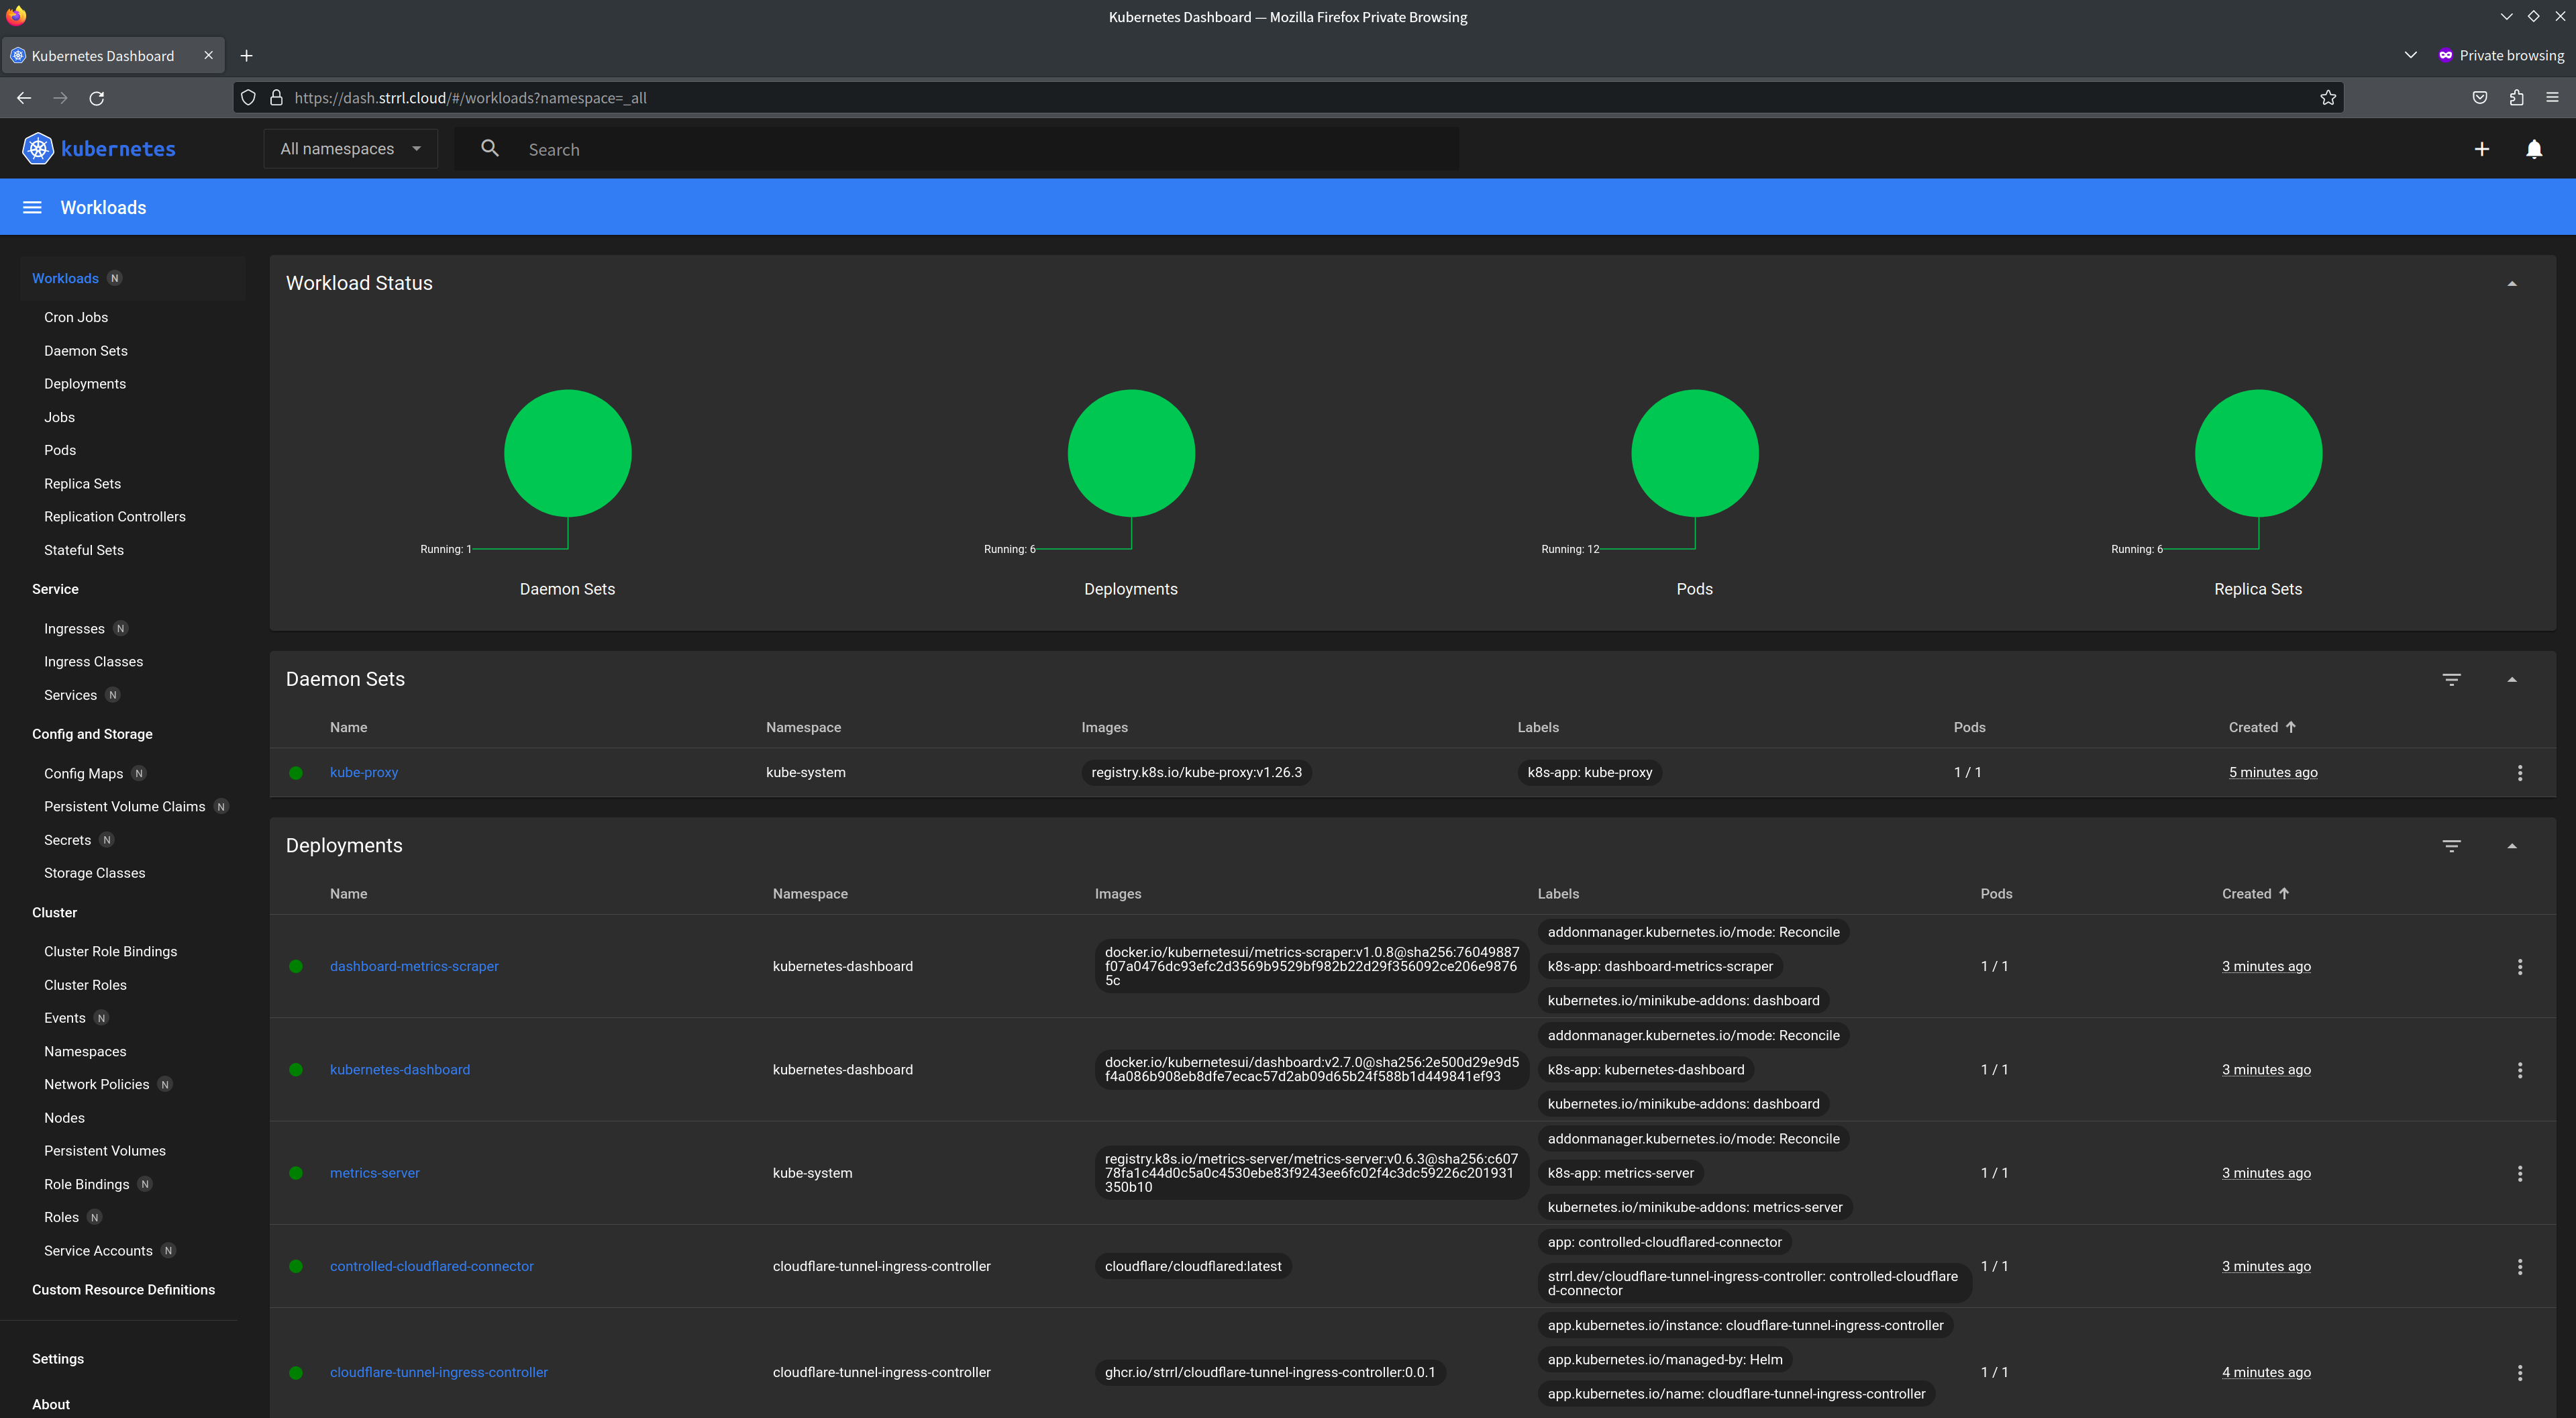 Kubernetes Dashboard — Mozilla Firefox Private Browsing
Kubernetes Dashboard
Private browsing
https://dash.strrl.cloud/#/workloads?namespace=_all
kubernetes
All namespaces
Search
Workloads
Workloads N
Cron Jobs
Daemon Sets
Deployments
Jobs
Pods
Replica Sets
Replication Controllers
Stateful Sets
Service
Ingresses N
Ingress Classes
Services N
Config and Storage
Config Maps N
Persistent Volume Claims N
Secrets N
Storage Classes
Cluster
Cluster Role Bindings
Cluster Roles
Events N
Namespaces
Network Policies N
Nodes
Persistent Volumes
Role Bindings N
Roles N
Service Accounts N
Custom Resource Definitions
Settings
About
Workload Status
Running: 1
Daemon Sets
Running: 6
Deployments
Running: 12
Pods
Running: 6
Replica Sets
Daemon Sets
Name Namespace Images Labels Pods Created
kube-proxy kube-system registry.k8s.io/kube-proxy:v1.26.3 k8s-app: kube-proxy 1 / 1 5 minutes ago
Deployments
Name Namespace Images Labels Pods Created
dashboard-metrics-scraper
kubernetes-dashboard
docker.io/kubernetesui/metrics-scraper:v1.0.8@sha256:76049887
f07a0476dc93efc2d3569b9529bf982b22d29f356092ce206e9876
5c
addonmanager.kubernetes.io/mode: Reconcile
k8s-app: dashboard-metrics-scraper
kubernetes.io/minikube-addons: dashboard
1 / 1
3 minutes ago
kubernetes-dashboard
kubernetes-dashboard
docker.io/kubernetesui/dashboard:v2.7.0@sha256:2e500d29e9d5
f4a086b908eb8dfe7ecac57d2ab09d65b24f588b1d449841ef93
addonmanager.kubernetes.io/mode: Reconcile
k8s-app: kubernetes-dashboard
kubernetes.io/minikube-addons: dashboard
1 / 1
3 minutes ago
metrics-server
kube-system
registry.k8s.io/metrics-server/metrics-server:v0.6.3@sha256:c607
78fa1c44d0c5a0c4530ebe83f9243ee6fc02f4c3dc59226c201931
350b10
addonmanager.kubernetes.io/mode: Reconcile
k8s-app: metrics-server
kubernetes.io/minikube-addons: metrics-server
1 / 1
3 minutes ago
controlled-cloudflared-connector
cloudflare-tunnel-ingress-controller
cloudflare/cloudflared:latest
app: controlled-cloudflared-connector
strrl.dev/cloudflare-tunnel-ingress-controller: controlled-cloudflare
d-connector
1 / 1
3 minutes ago
cloudflare-tunnel-ingress-controller
cloudflare-tunnel-ingress-controller
ghcr.io/strrl/cloudflare-tunnel-ingress-controller:0.0.1
app.kubernetes.io/instance: cloudflare-tunnel-ingress-controller
app.kubernetes.io/managed-by: Helm
app.kubernetes.io/name: cloudflare-tunnel-ingress-controller
1 / 1
4 minutes ago